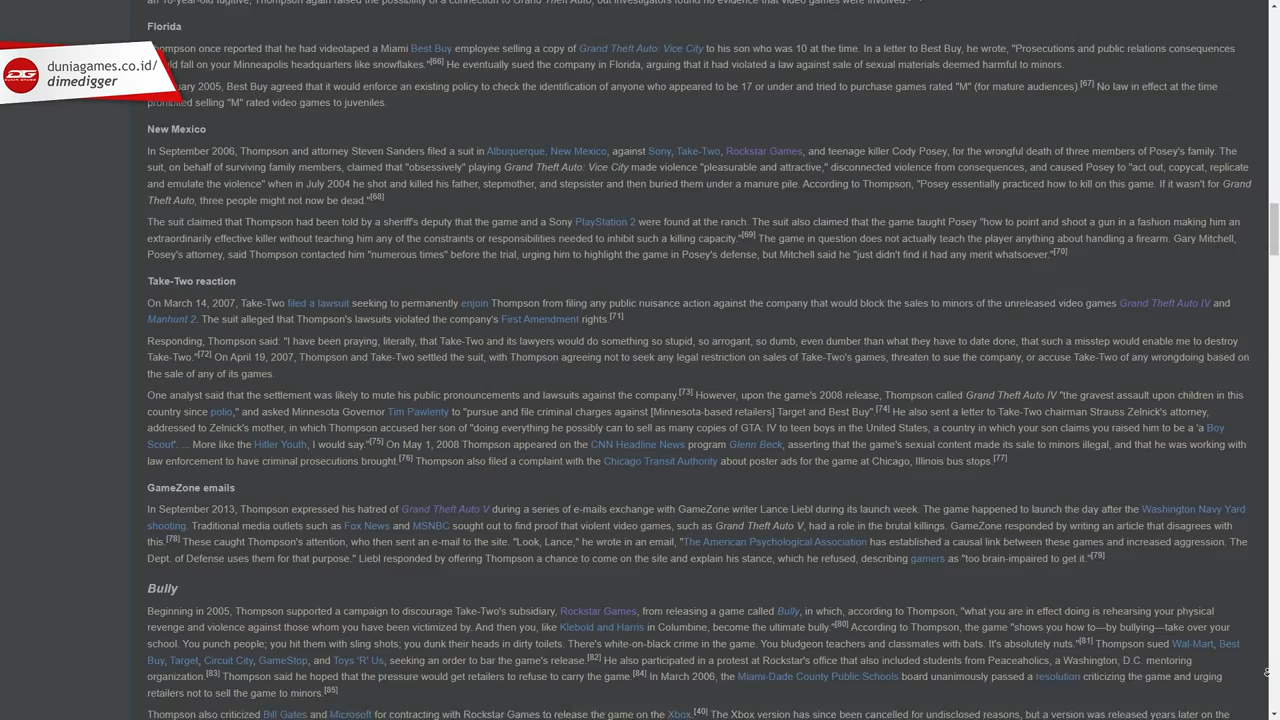 an 18-year-old fugitive, Thompson again raised the possibility of a connection to Grand Theft Auto, but investigators found no evidence that video games were involved.
Florida
duniagames.co.id/
dimedigger
Thompson once reported that he had videotaped a Miami Best Buy employee selling a copy of Grand Theft Auto: Vice City to his son who was 10 at the time. In a letter to Best Buy, he wrote, "Prosecutions and public relations consequences
fall on your Minneapolis headquarters like snowflakes."[66] He eventually sued the company in Florida, arguing that it had violated a law against sale of sexual materials deemed harmful to minors.
2005, Best Buy agreed that it would enforce an existing policy to check the identification of anyone who appeared to be 17 or under and tried to purchase games rated "M" (for mature audiences).[67] No law in effect at the time
prohibited selling "M" rated video games to juveniles.
New Mexico
In September 2006, Thompson and attorney Steven Sanders filed a suit in Albuquerque, New Mexico, against Sony, Take-Two, Rockstar Games, and teenage killer Cody Posey, for the wrongful death of three members of Posey's family. The
suit, on behalf of surviving family members, claimed that "obsessively" playing Grand Theft Auto: Vice City made violence "pleasurable and attractive," disconnected violence from consequences, and caused Posey to "act out, copycat, replicate
and emulate the violence" when in July 2004 he shot and killed his father, stepmother, and stepsister and then buried them under a manure pile. According to Thompson, "Posey essentially practiced how to kill on this game. If it wasn't for Grand
Theft Auto, three people might not now be dead."[68]
The suit claimed that Thompson had been told by a sheriff's deputy that the game and a Sony PlayStation 2 were found at the ranch. The suit also claimed that the game taught Posey "how to point and shoot a gun in a fashion making him an
extraordinarily effective killer without teaching him any of the constraints or responsibilities needed to inhibit such a killing capacity."[69] The game in question does not actually teach the player anything about handling a firearm. Gary Mitchell,
Posey's attorney, said Thompson contacted him "numerous times" before the trial, urging him to highlight the game in Posey's defense, but Mitchell said he "just didn't find it had any merit whatsoever."[70]
Take-Two reaction
On March 14, 2007, Take-Two filed a lawsuit seeking to permanently enjoin Thompson from filing any public nuisance action against the company that would block the sales to minors of the unreleased video games Grand Theft Auto IV and
Manhunt 2. The suit alleged that Thompson's lawsuits violated the company's First Amendment rights.[71]
Responding, Thompson said: "I have been praying, literally, that Take-Two and its lawyers would do something so stupid, so arrogant, so dumb, even dumber than what they have to date done, that such a misstep would enable me to destroy
Take-Two."[72] On April 19, 2007, Thompson and Take-Two settled the suit, with Thompson agreeing not to seek any legal restriction on sales of Take-Two's games, threaten to sue the company, or accuse Take-Two of any wrongdoing based on
the sale of any of its games.
One analyst said that the settlement was likely to mute his public pronouncements and lawsuits against the company.[73] However, upon the game's 2008 release, Thompson called Grand Theft Auto IV "the gravest assault upon children in this
country since polio," and asked Minnesota Governor Tim Pawlenty to "pursue and file criminal charges against [Minnesota-based retailers] Target and Best Buy".[74] He also sent a letter to Take-Two chairman Strauss Zelnick's attorney,
addressed to Zelnick's mother, in which Thompson accused her son of "doing everything he possibly can to sell as many copies of GTA: IV to teen boys in the United States, a country in which your son claims you raised him to be a 'a Boy
Scout'. ... More like the Hitler Youth, I would say."[75] On May 1, 2008 Thompson appeared on the CNN Headline News program Glenn Beck, asserting that the game's sexual content made its sale to minors illegal, and that he was working with
law enforcement to have criminal prosecutions brought.[76] Thompson also filed a complaint with the Chicago Transit Authority about poster ads for the game at Chicago, Illinois bus stops.[77]
GameZone emails
In September 2013, Thompson expressed his hatred of Grand Theft Auto V during a series of e-mails exchange with GameZone writer Lance Liebl during its launch week. The game happened to launch the day after the Washington Navy Yard
shooting. Traditional media outlets such as Fox News and MSNBC sought out to find proof that violent video games, such as Grand Theft Auto V, had a role in the brutal killings. GameZone responded by writing an article that disagrees with
this.[78] These caught Thompson's attention, who then sent an e-mail to the site. "Look, Lance," he wrote in an email, "The American Psychological Association has established a causal link between these games and increased aggression. The
Dept. of Defense uses them for that purpose." Liebl responded by offering Thompson a chance to come on the site and explain his stance, which he refused, describing gamers as "too brain-impaired to get it."[79]
Bully
Beginning in 2005, Thompson supported a campaign to discourage Take-Two's subsidiary, Rockstar Games, from releasing a game called Bully, in which, according to Thompson, "what you are in effect doing is rehearsing your physical
revenge and violence against those whom you have been victimized by. And then you, like Klebold and Harris in Columbine, become the ultimate bully."[80] According to Thompson, the game "shows you how to—by bullying—take over your
school. You punch people; you hit them with sling shots; you dunk their heads in dirty toilets. There's white-on-black crime in the game. You bludgeon teachers and classmates with bats. It's absolutely nuts."[81] Thompson sued Wal-Mart, Best
Buy, Target, Circuit City, GameStop, and Toys 'R' Us, seeking an order to bar the game's release.[82] He also participated in a protest at Rockstar's office that also included students from Peaceaholics, a Washington, D.C. mentoring
organization.[83] Thompson said he hoped that the pressure would get retailers to refuse to carry the game.[84] In March 2006, the Miami-Dade County Public Schools board unanimously passed a resolution criticizing the game and urging
retailers not to sell the game to minors.[85]
Thompson also criticized Bill Gates and Microsoft for contracting with Rockstar Games to release the game on the Xbox.[40] The Xbox version has since been cancelled for undisclosed reasons, but a version was released years later on the